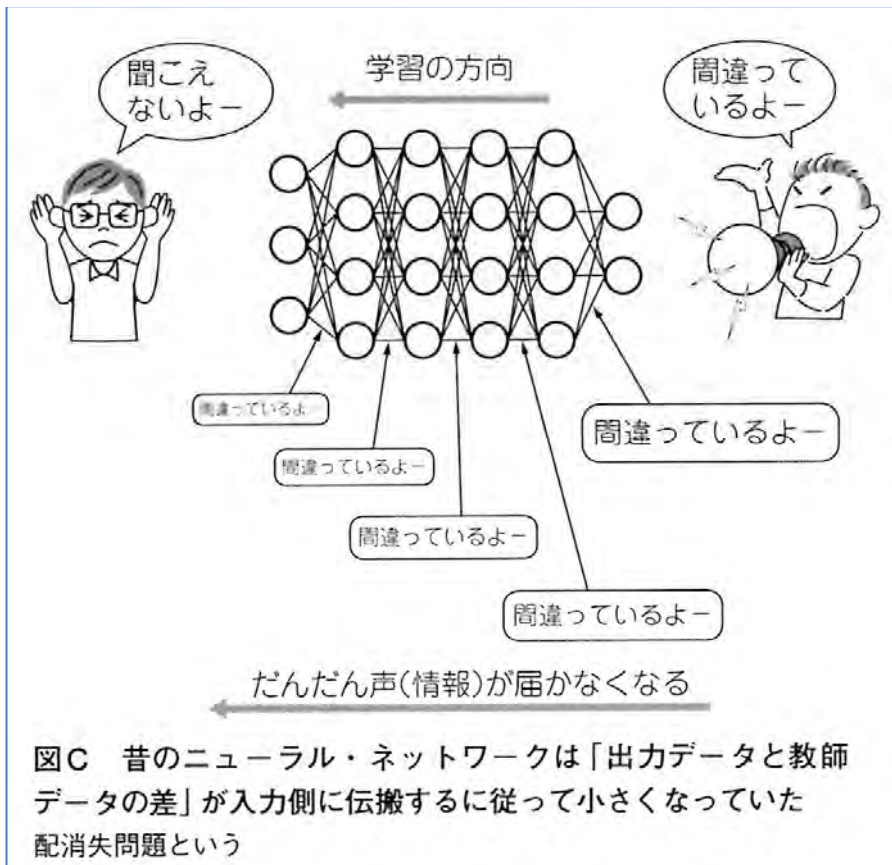 学習の方向
聞こえ
ないよー
間違って
いるよー
間違っているよー
間違っているよー
間違っているよー
間違っているよー
間違っているよー
だんだん声(情報)が届かなくなる
図C 昔のニューラル・ネットワークは「出力データと教師
データの差」が入力側に伝搬するに従って小さくなっていた
配消失問題という